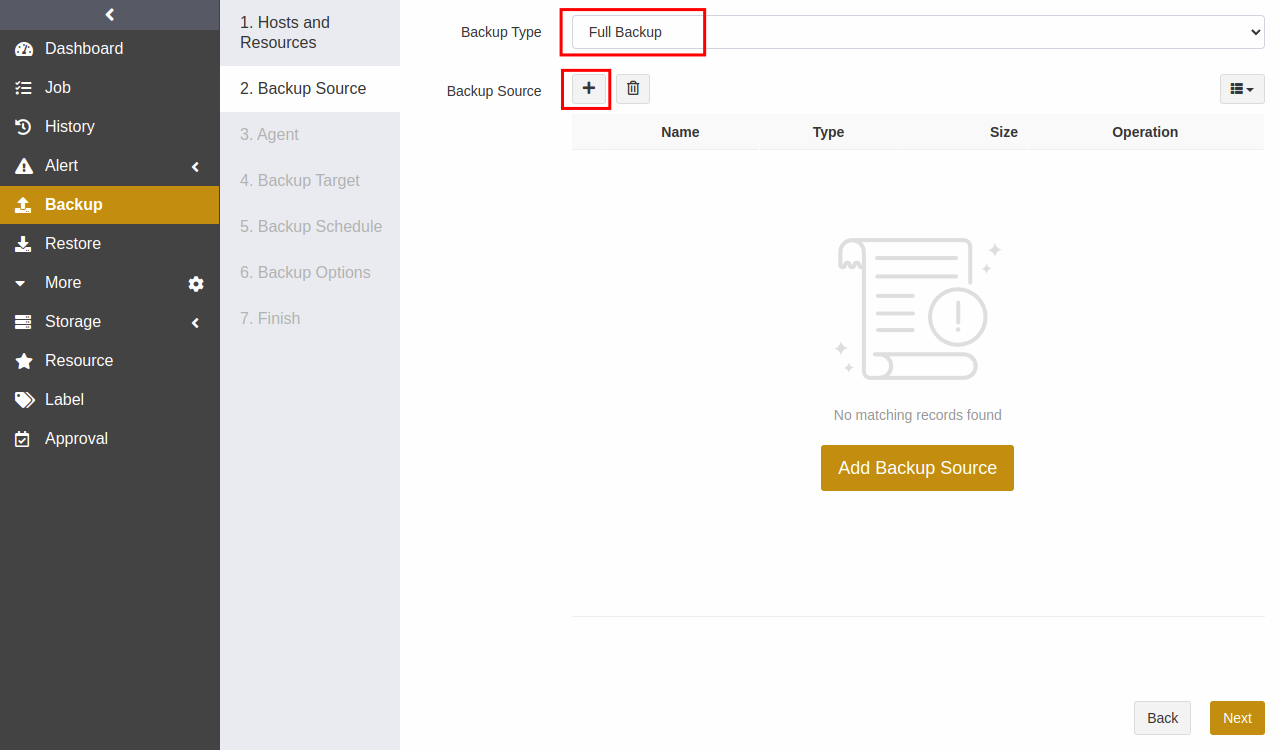 Dashboard
Job
History
Alert
Backup
Restore
More
Storage
Resource
Label
Approval
1. Hosts and
Resources
2. Backup Source
3. Agent
4. Backup Target
5. Backup Schedule
6. Backup Options
7. Finish
Backup Type
Full Backup
Backup Source
Name Type Size Operation
No matching records found
Add Backup Source
Back
Next